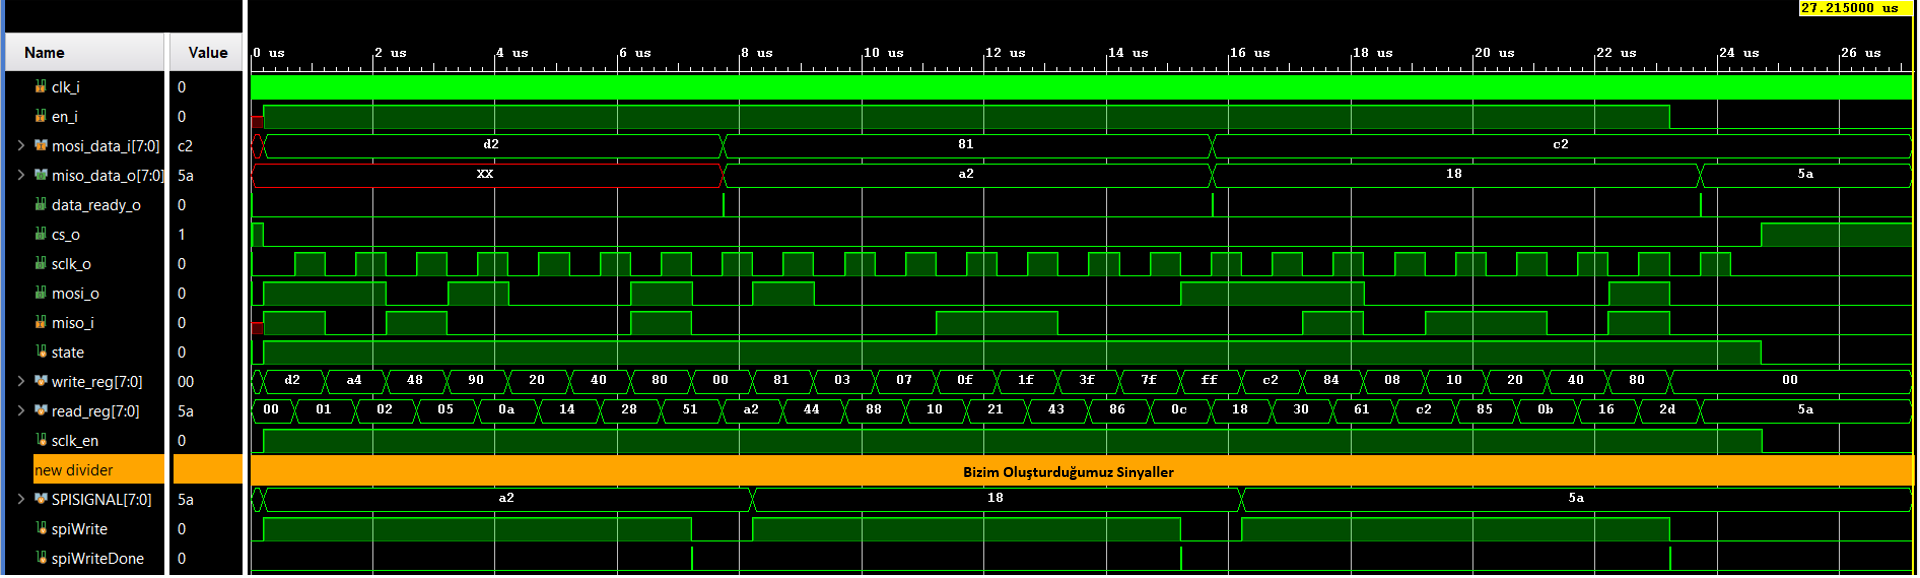 27.215000 us
Name Value
0 us 2 us 4 us 6 us 8 us 10 us 12 us 14 us 16 us 18 us 20 us 22 us 24 us 26 us
clk_i 0
en_i 0
mosi_data_i[7:0] c2 d2 81 c2
miso_data_o[7:0] 5a XX a2 18 5a
data_ready_o 0
cs_o 1
sclk_o 0
mosi_o 0
miso_i 0
state 0
write_reg[7:0] 00 d2 a4 48 90 20 40 80 00 81 03 07 0f 1f 3f 7f ff c2 84 08 10 20 40 80 00
read_reg[7:0] 5a 00 01 02 05 0a 14 28 51 a2 44 88 10 21 43 86 0c 18 30 61 c2 85 0b 16 2d 5a
sclk_en 0
new divider Bizim Oluşturduğumuz Sinyaller
SPISIGNAL[7:0] 5a a2 18 5a
spiWrite 0
spiWriteDone 0